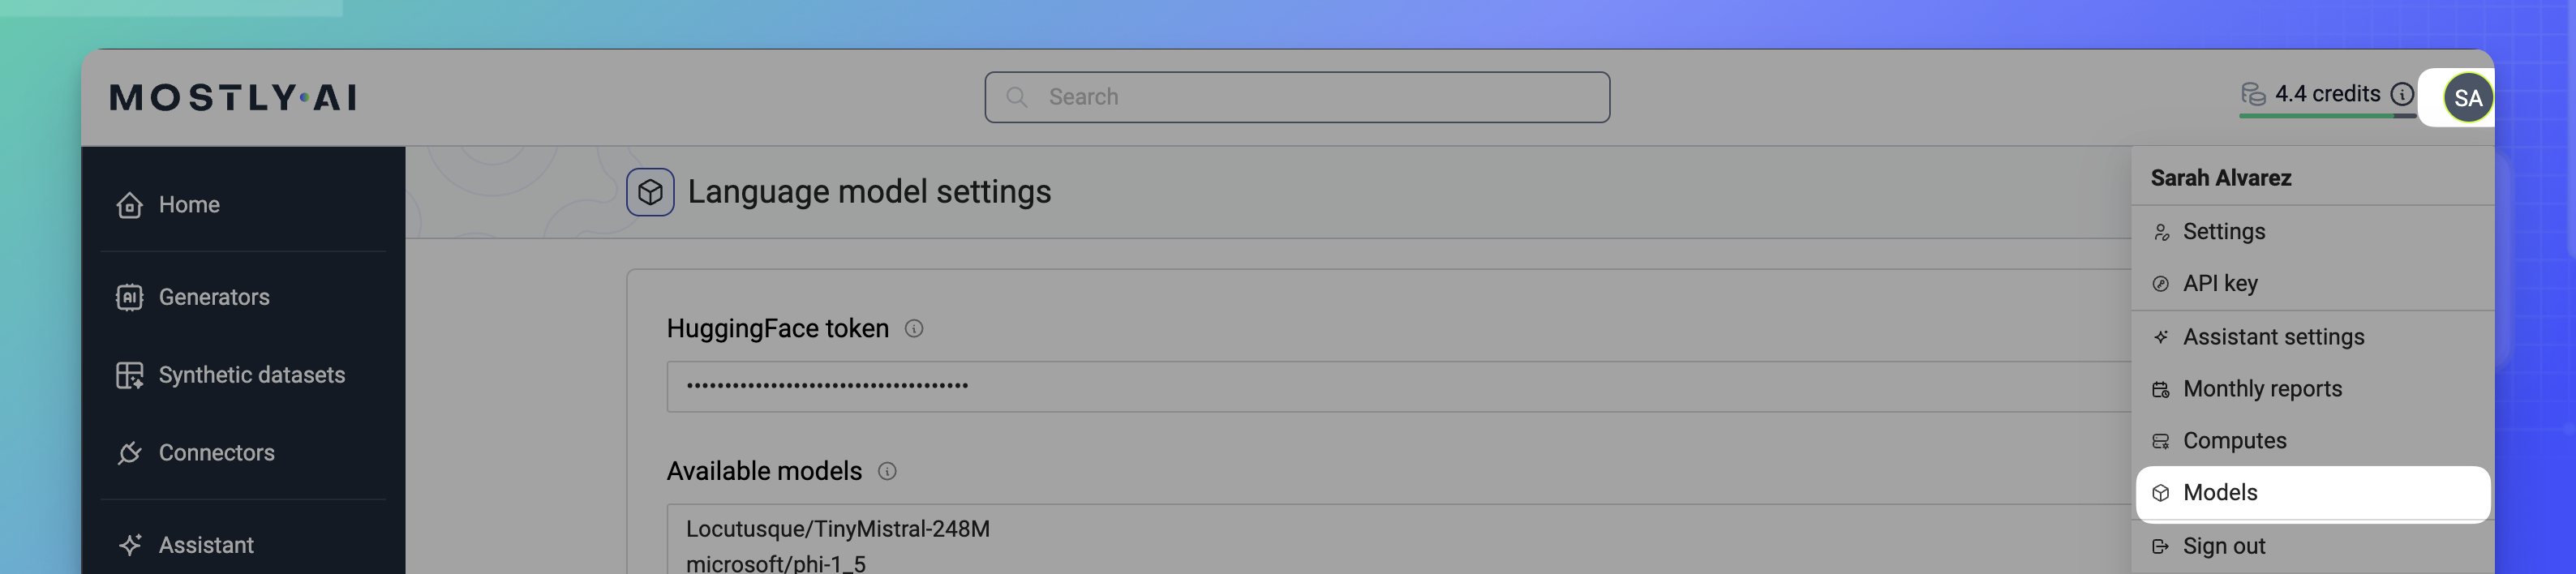 MOSTLY·AI
Search
4.4 credits
SA
Home
Generators
Synthetic datasets
Connectors
Assistant
Language model settings
HuggingFace token
•••••••••••••••••••••••••••••••••••••
Available models
Locutusque/TinyMistral-248M
microsoft/phi-1_5
Sarah Alvarez
Settings
API key
Assistant settings
Monthly reports
Computes
Models
Sign out